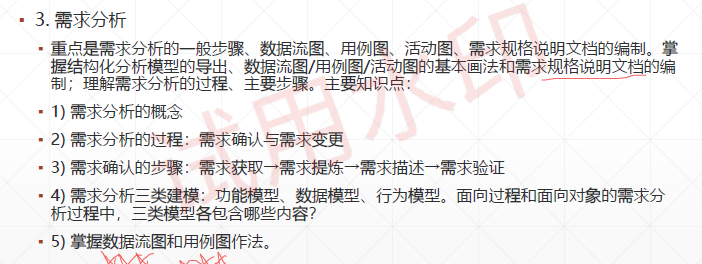 3. 需求分析
重点是需求分析的一般步骤、数据流图、用例图、活动图、需求规格说明文档的编制。掌
握结构化分析模型的导出、数据流图/用例图/活动图的基本画法和需求规格说明文档的编
制；理解需求分析的过程、主要步骤。主要知识点：
1) 需求分析的概念
2) 需求分析的过程：需求确认与需求变更
3) 需求确认的步骤：需求获取→需求提炼→需求描述→需求验证
4) 需求分析三类建模：功能模型、数据模型、行为模型。面向过程和面向对象的需求分
析过程中，三类模型各包含哪些内容？
5) 掌握数据流图和用例图作法。
试用水印